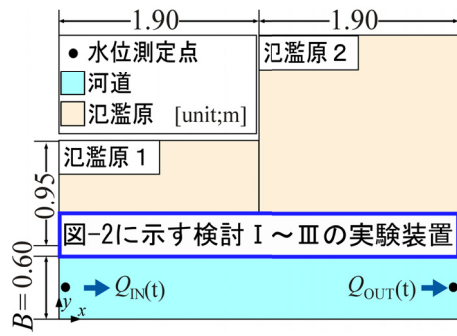 1.90 1.90
水位測定点
河道
氾濫原 [unit;m]
氾濫原2
氾濫原1
0.95
図-2に示す検討Ⅰ~Ⅲの実験装置
B=0.60
QIN(t) QOUT(t)
y
x